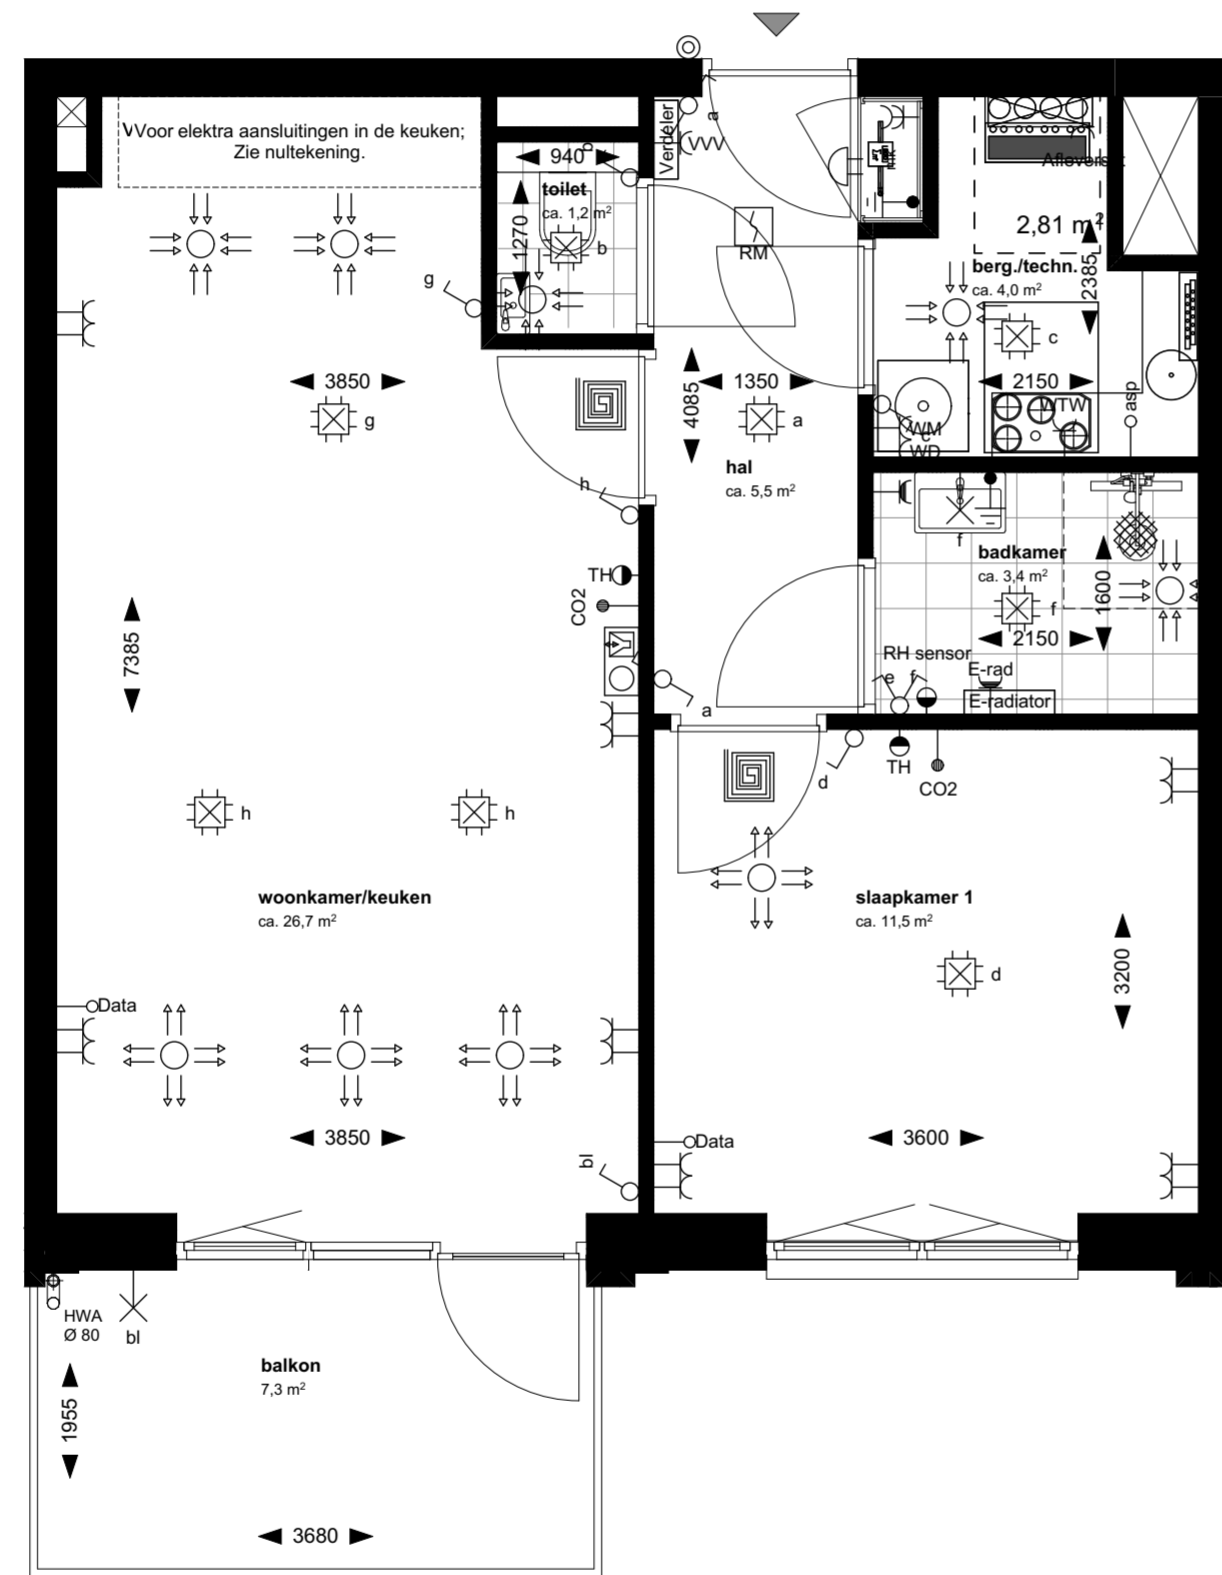 VVoor elektra aansluitingen in de keuken;
Zie nultekening.
Verdeler
a
VVV
940
b
toilet
ca. 1,2 m²
1270
b
RM
2,81 m²
berg./techn.
ca. 4,0 m²
2385
c
g
3850
g
4085
1350
a
2150
WTW
asp
WM
c
WD
hal
ca. 5,5 m²
h
f
badkamer
ca. 3,4 m²
f
1600
2150
TH
CO2
7385
RH sensor
e
f
E-rad
E-radiator
a
d
TH
CO2
h
h
woonkamer/keuken
ca. 26,7 m²
slaapkamer 1
ca. 11,5 m²
d
3200
Data
3850
3600
Data
bl
HWA
Ø 80
bl
balkon
7,3 m²
1955
3680